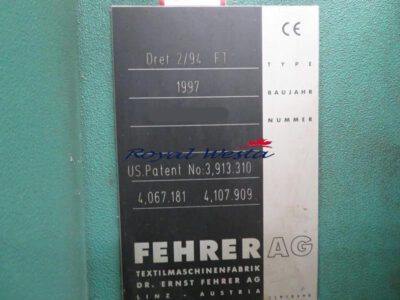 CE
Dref 2/94 FT TYPE
1997 BAUJAHR
NUMMER
Royal Westa
US.Patent No:3,913.310
4,067.181 4,107.909
FEHRER AG
TEXTILMASCHINENFABRIK
DR. ERNST FEHRER AG
LINZ - AUSTRIA